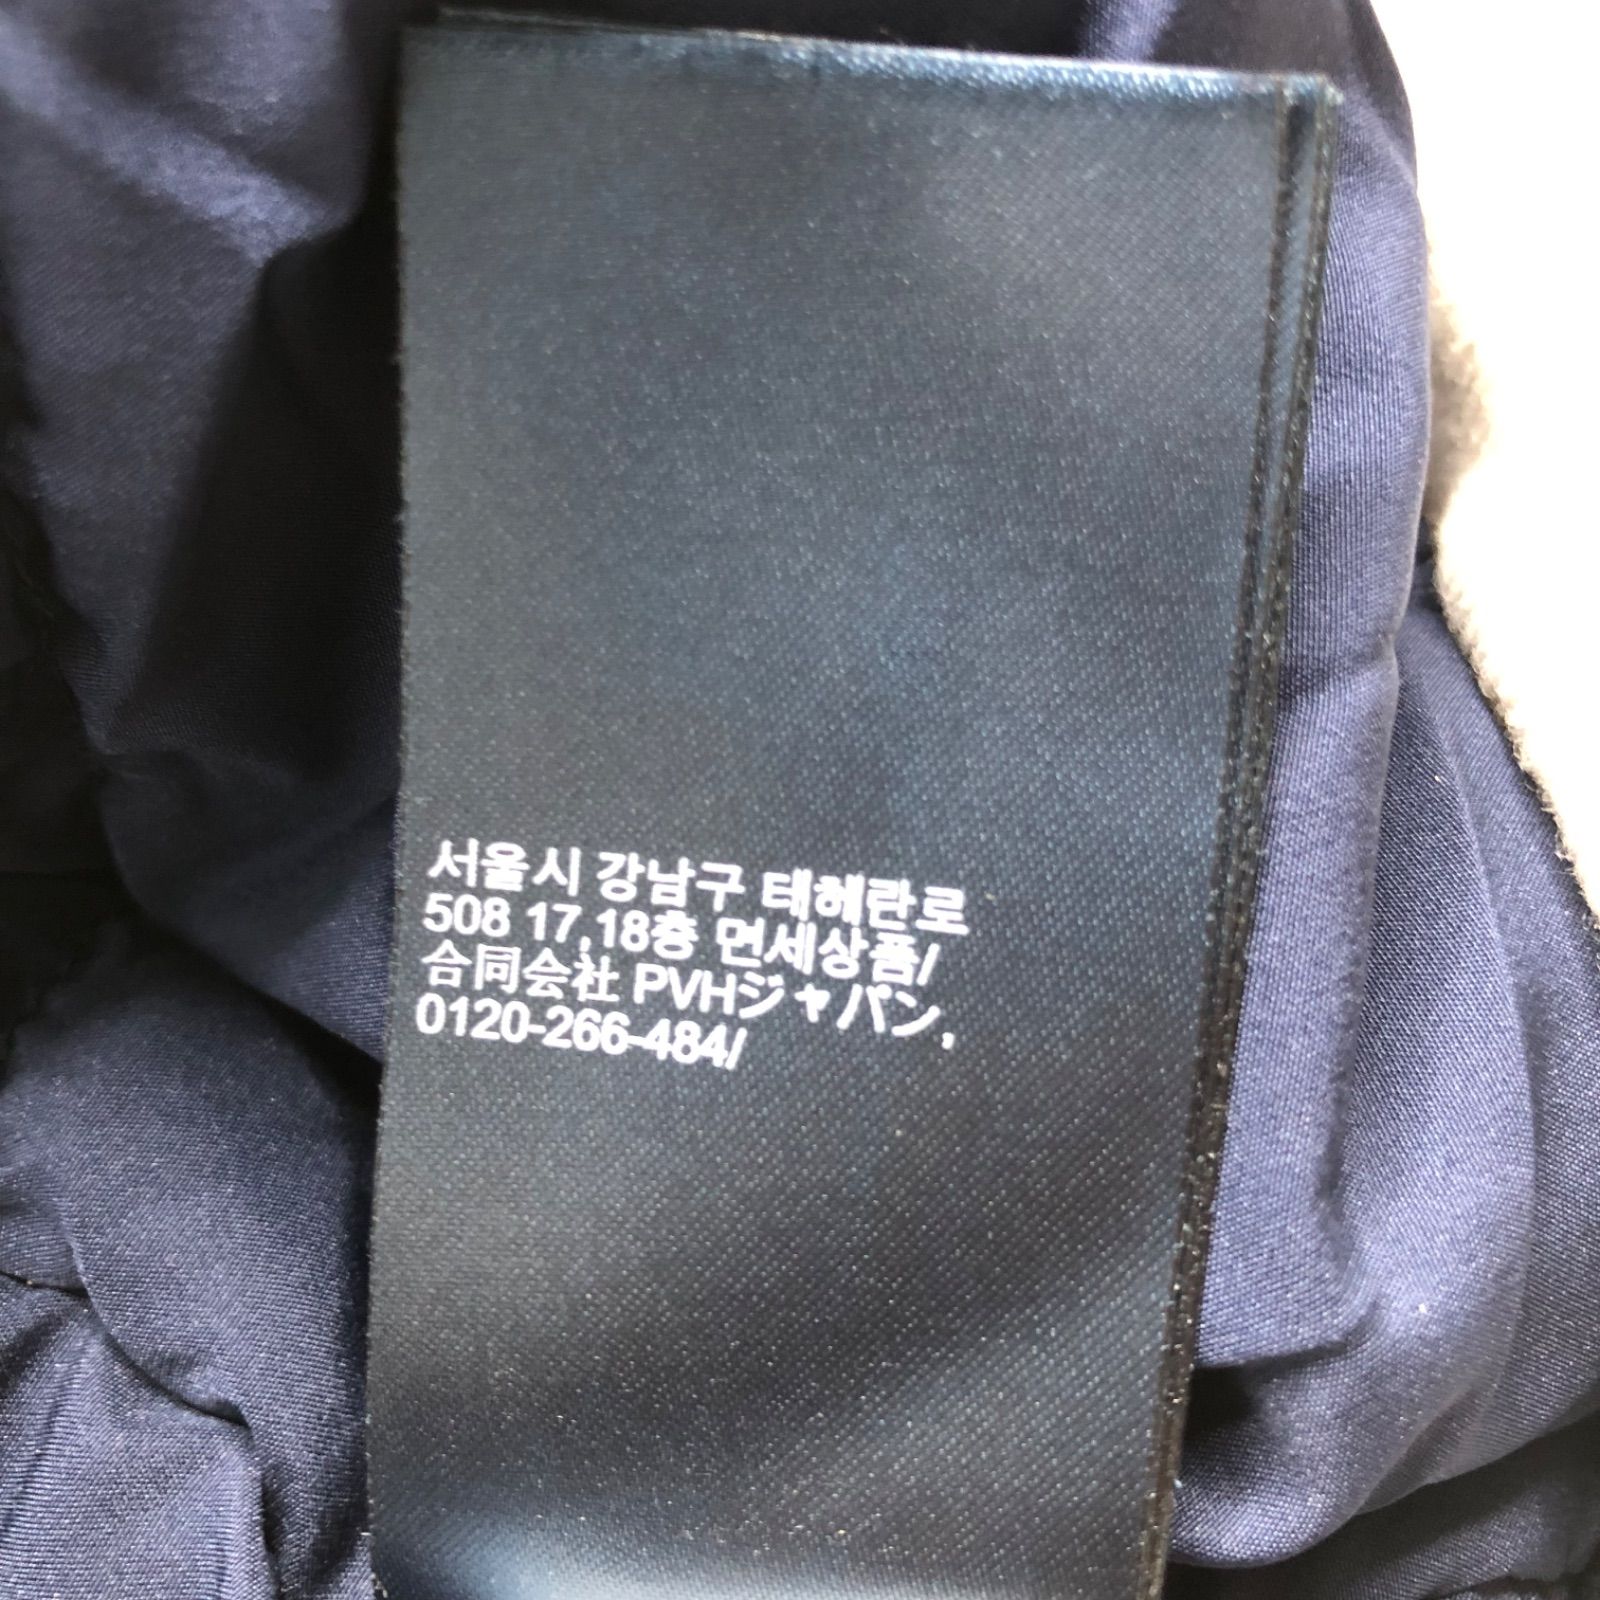 서울시 강남구 테헤란로
508 17,18층 면세상품/
合同会社 PVHジャパン,
0120-266-484/